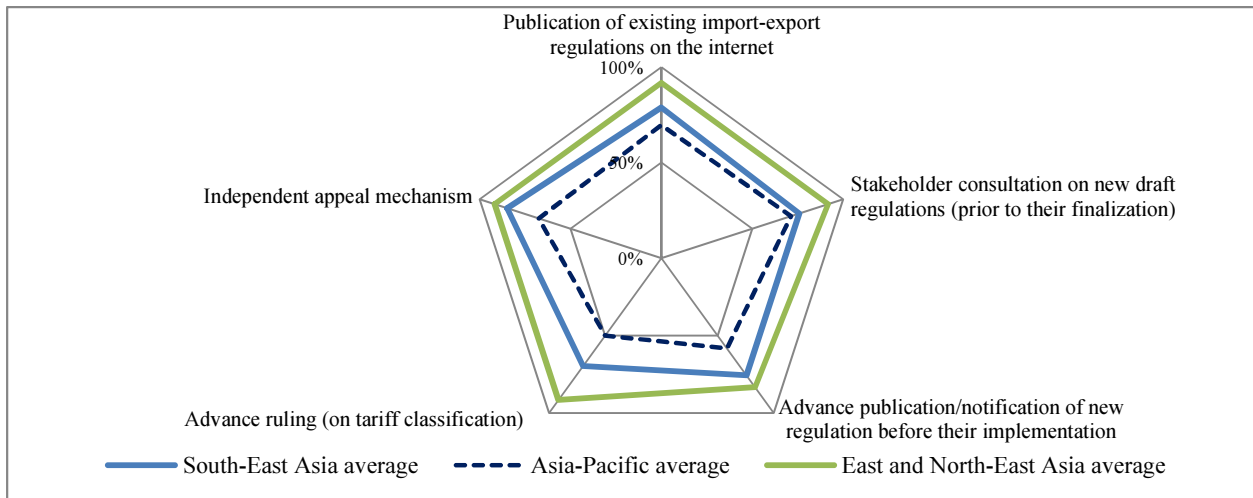 Publication of existing import-export
regulations on the internet
100%
50%
0%
Independent appeal mechanism
Stakeholder consultation on new draft
regulations (prior to their finalization)
Advance ruling (on tariff classification)
Advance publication/notification of new
regulation before their implementation
South-East Asia average
Asia-Pacific average
East and North-East Asia average